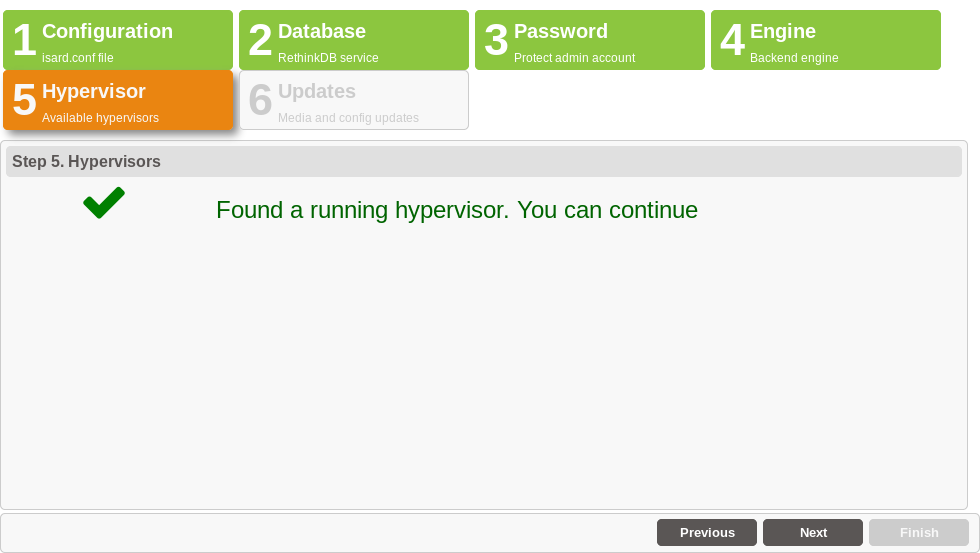 1 Configuration
isard.conf file
2 Database
RethinkDB service
3 Password
Protect admin account
4 Engine
Backend engine
5 Hypervisor
Available hypervisors
6 Updates
Media and config updates
Step 5. Hypervisors
Found a running hypervisor. You can continue
Previous
Next
Finish